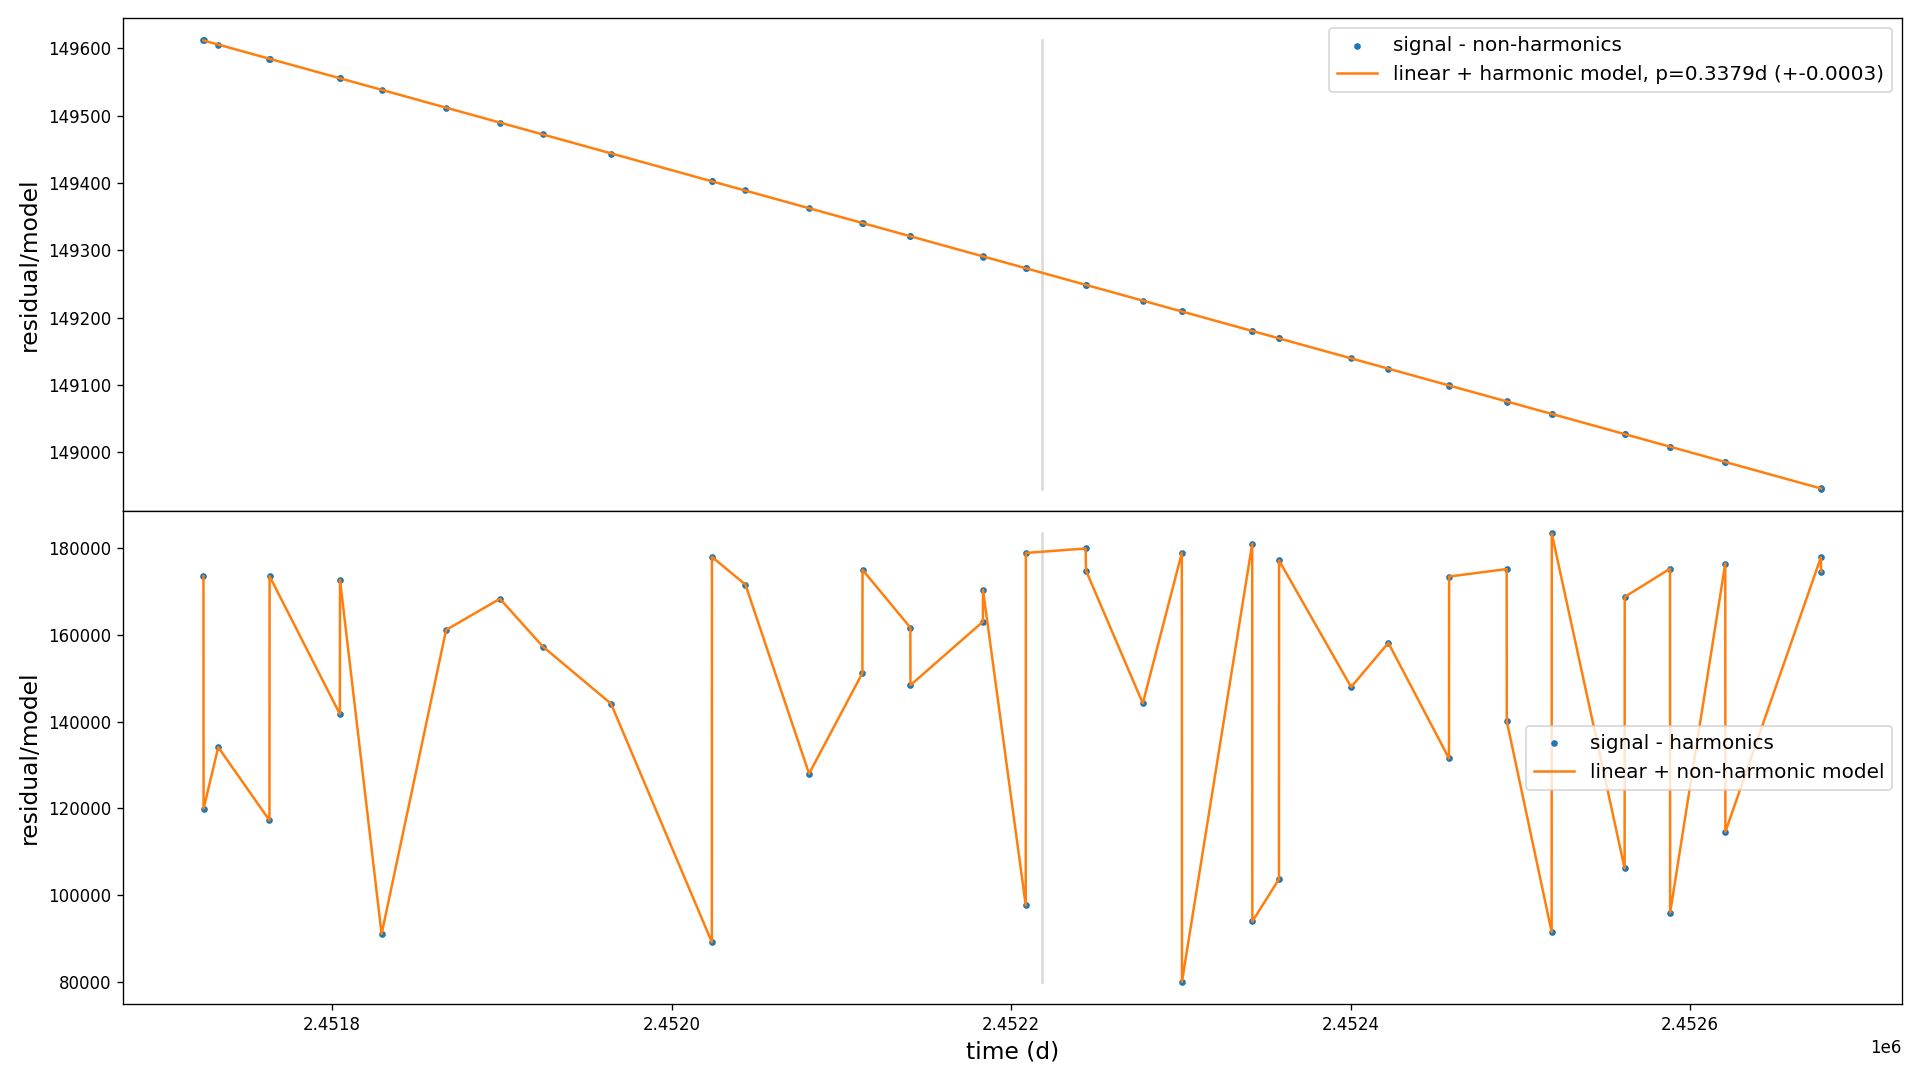 149600
149500
149400
149300
149200
149100
149000
residual/model
signal - non-harmonics
linear + harmonic model, p=0.3379d (+-0.0003)
180000
160000
140000
120000
100000
80000
residual/model
signal - harmonics
linear + non-harmonic model
2.4518
2.4520
2.4522
2.4524
2.4526
1e6
time (d)